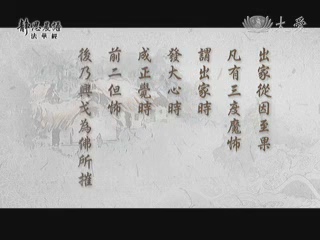 靜思晨語
法華經
大愛
出家從因至果
凡有三度魔怖
謂出家時
發大心時
成正覺時
前二但怖
後乃興戈為佛所摧